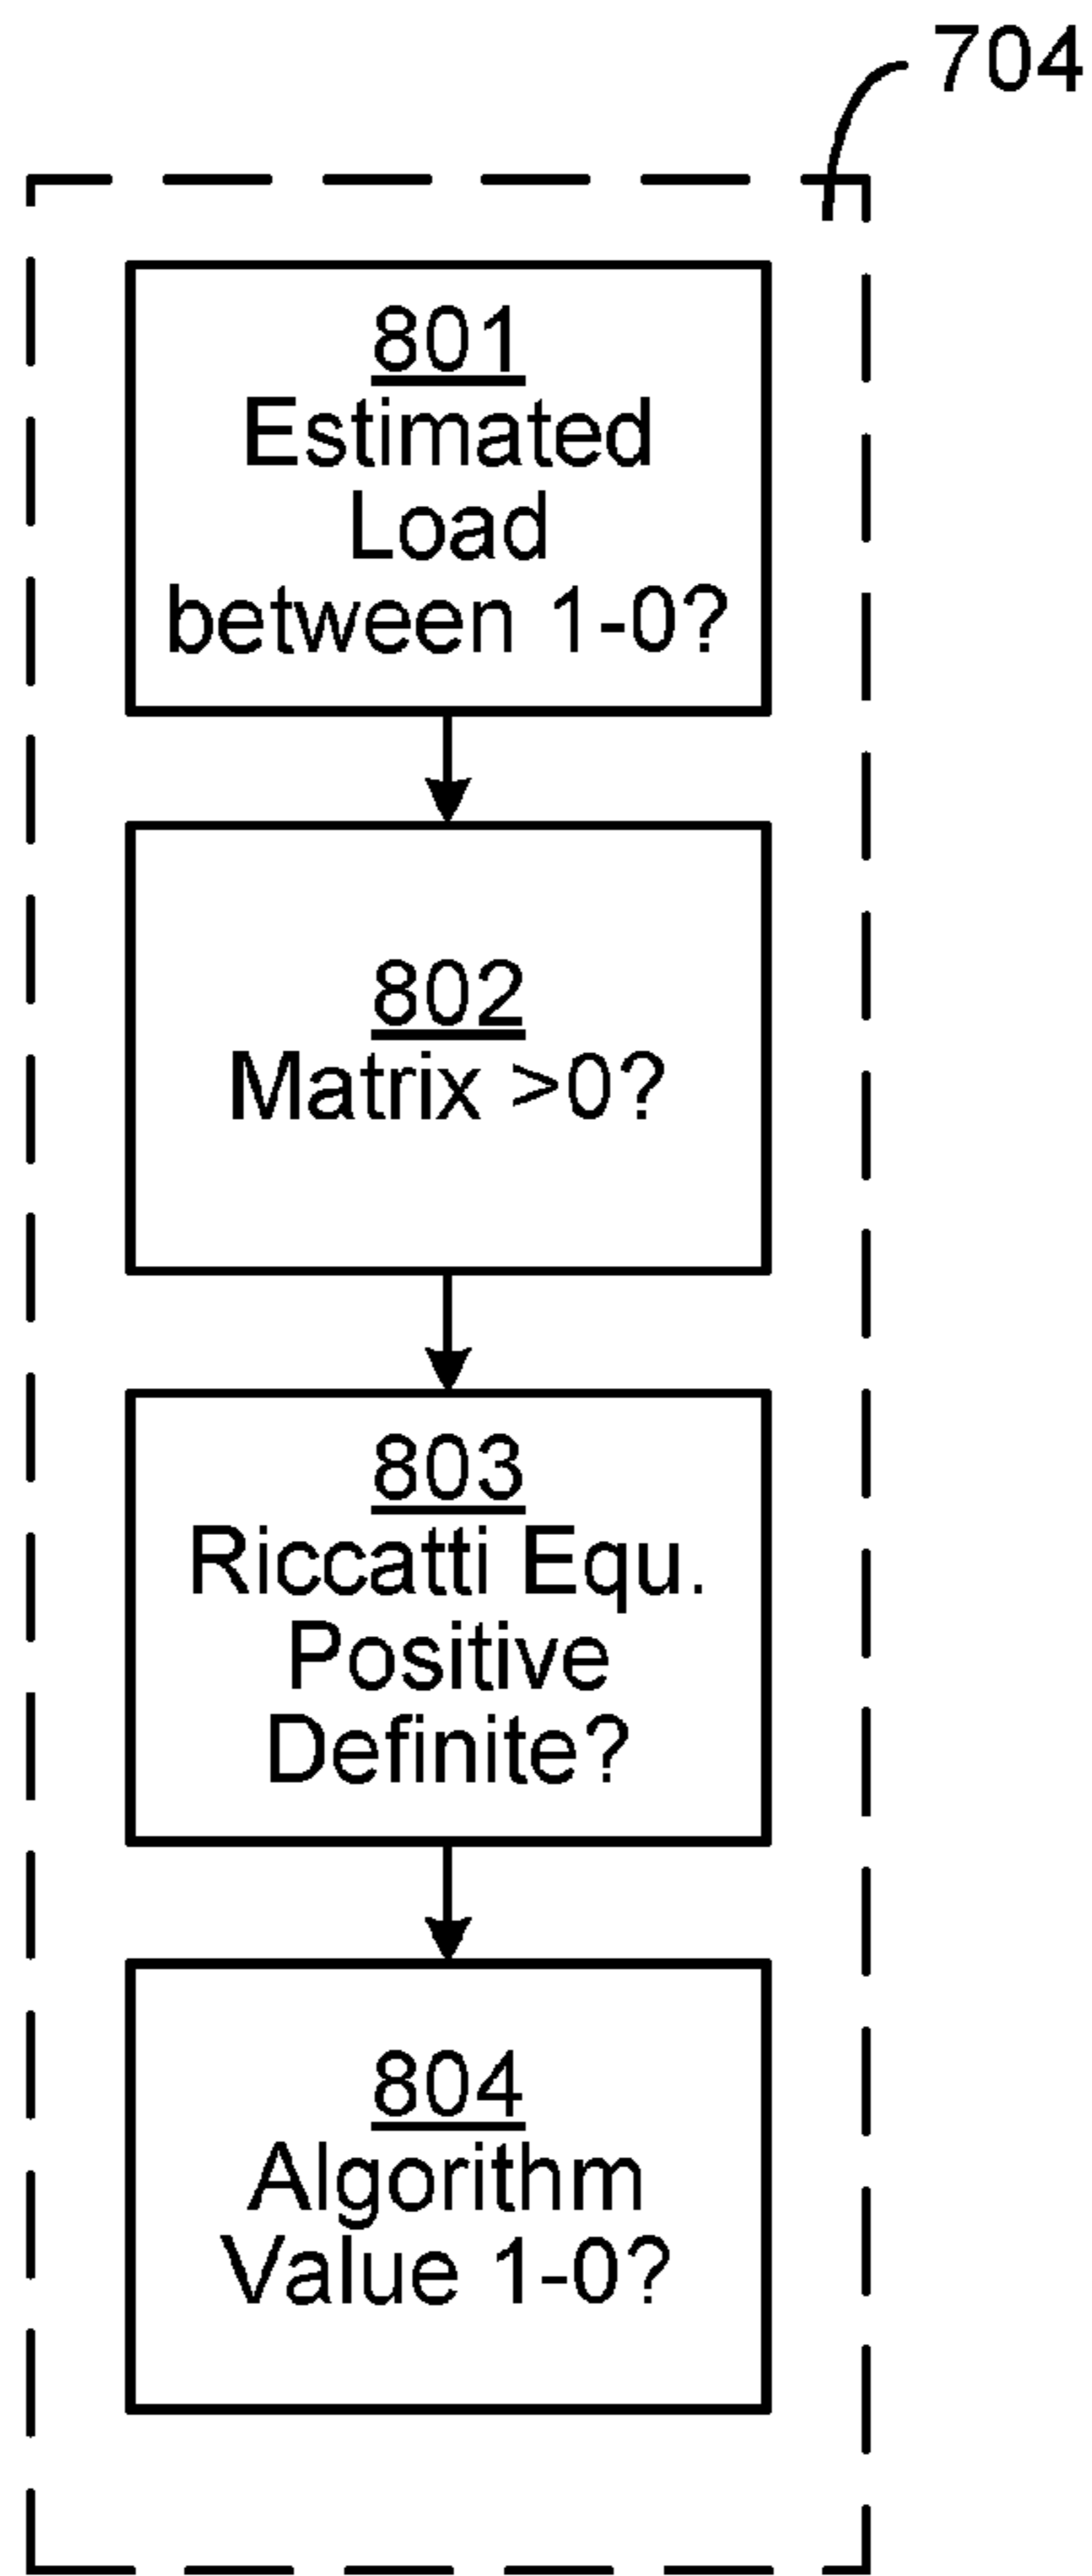 704
801
Estimated
Load
between 1-0?
802
Matrix >0?
803
Riccatti Equ.
Positive
Definite?
804
Algorithm
Value 1-0?